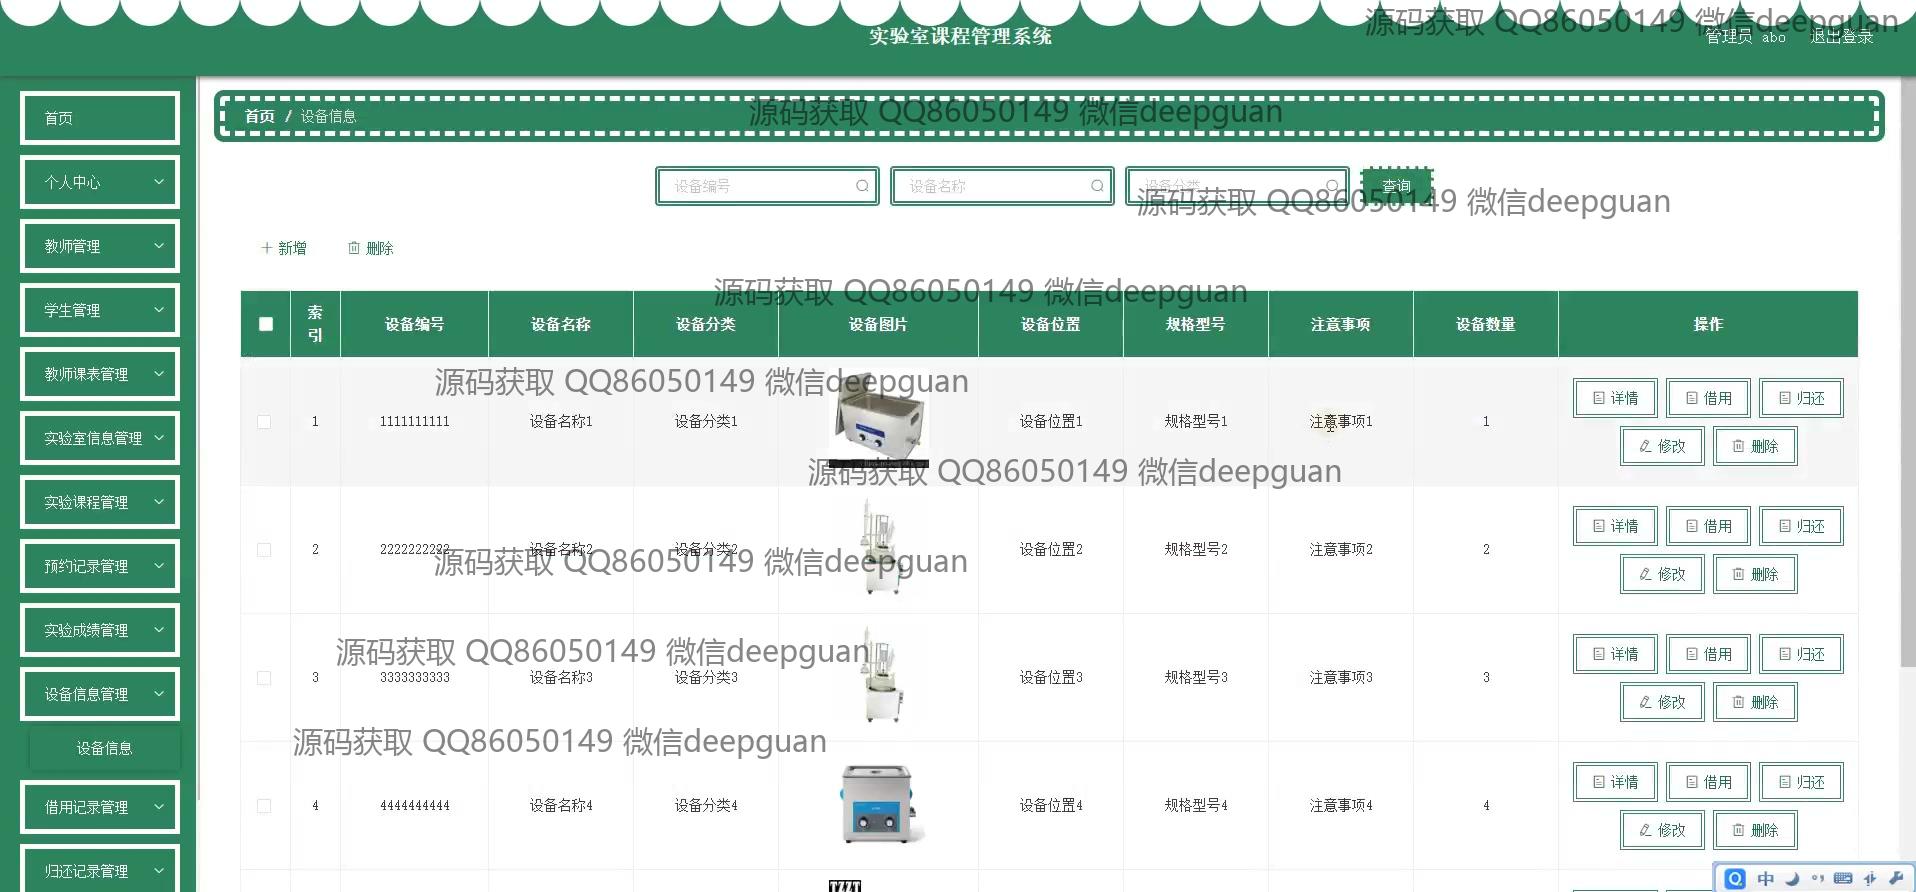 实验室课程管理系统
源码获取 QQ86050149 微信deepguan
管理员 abo 退出登录
首页
个人中心
教师管理
学生管理
教师课表管理
实验室信息管理
实验课程管理
预约记录管理
实验成绩管理
设备信息管理
设备信息
借用记录管理
归还记录管理
首页 / 设备信息
源码获取 QQ86050149 微信deepguan
设备编号 设备名称 设备分类 查询
源码获取 QQ86050149 微信deepguan
新增 删除
源码获取 QQ86050149 微信deepguan
索引 设备编号 设备名称 设备分类 设备图片 设备位置 规格型号 注意事项 设备数量 操作
源码获取 QQ86050149 微信deepguan
详情 借用 归还
1 1111111111 设备名称1 设备分类1 设备位置1 规格型号1 注意事项1 1
修改 删除
源码获取 QQ86050149 微信deepguan
详情 借用 归还
2 2222222222 设备名称2 设备分类2 设备位置2 规格型号2 注意事项2 2
源码获取 QQ86050149 微信deepguan
修改 删除
源码获取 QQ86050149 微信deepguan
详情 借用 归还
3 3333333333 设备名称3 设备分类3 设备位置3 规格型号3 注意事项3 3
修改 删除
源码获取 QQ86050149 微信deepguan
详情 借用 归还
4 4444444444 设备名称4 设备分类4 设备位置4 规格型号4 注意事项4 4
修改 删除
中